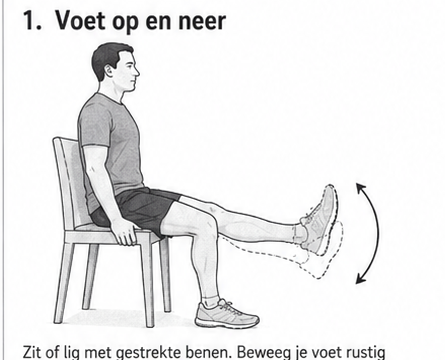 1. Voet op en neer
Zit of lig met gestrekte benen. Beweeg je voet rustig